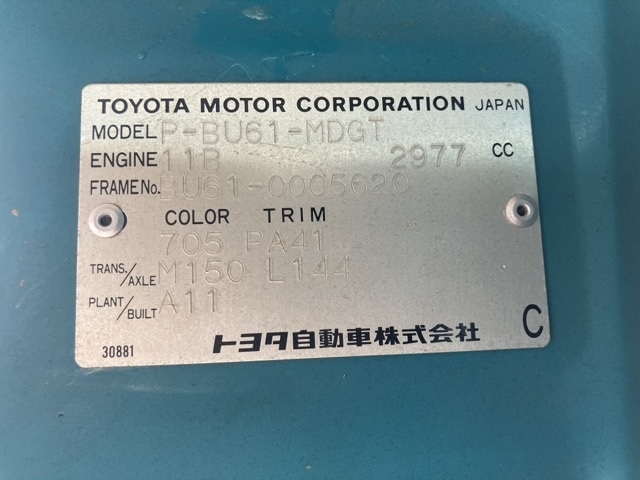 TOYOTA MOTOR CORPORATION JAPAN
MODEL P-BU61-MDGT
ENGINE 11B 2977 CC
FRAME No. BU61-0005620
COLOR TRIM
705 PA41
TRANS./AXLE M150 L144
PLANT/BUILT A11
30881 トヨタ自動車株式会社 C